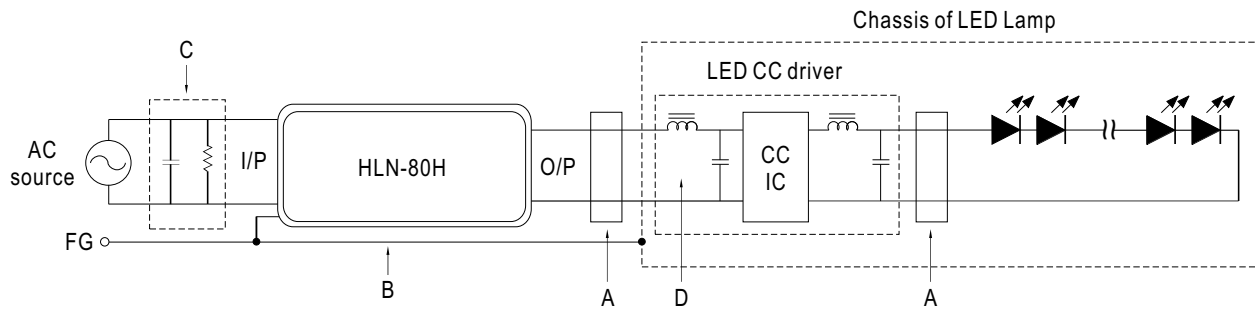 Chassis of LED Lamp
C
LED CC driver
AC
source
I/P
HLN-80H
O/P
CC
IC
FG
B
A
D
A